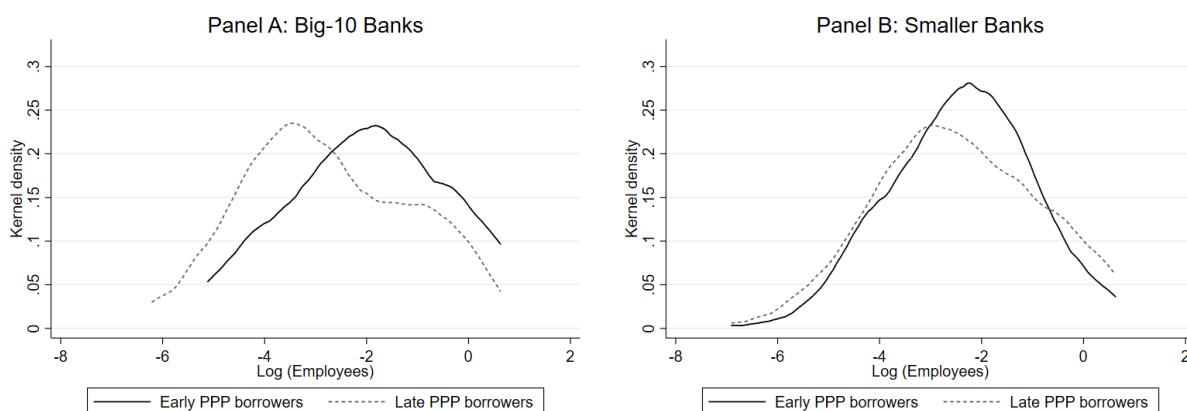 Panel A: Big-10 Banks
Kernel density
0 .05 .1 .15 .2 .25 .3
-8 -6 -4 -2 0 2
Log (Employees)
Early PPP borrowers Late PPP borrowers
Panel B: Smaller Banks
Kernel density
0 .05 .1 .15 .2 .25 .3
-8 -6 -4 -2 0 2
Log (Employees)
Early PPP borrowers Late PPP borrowers